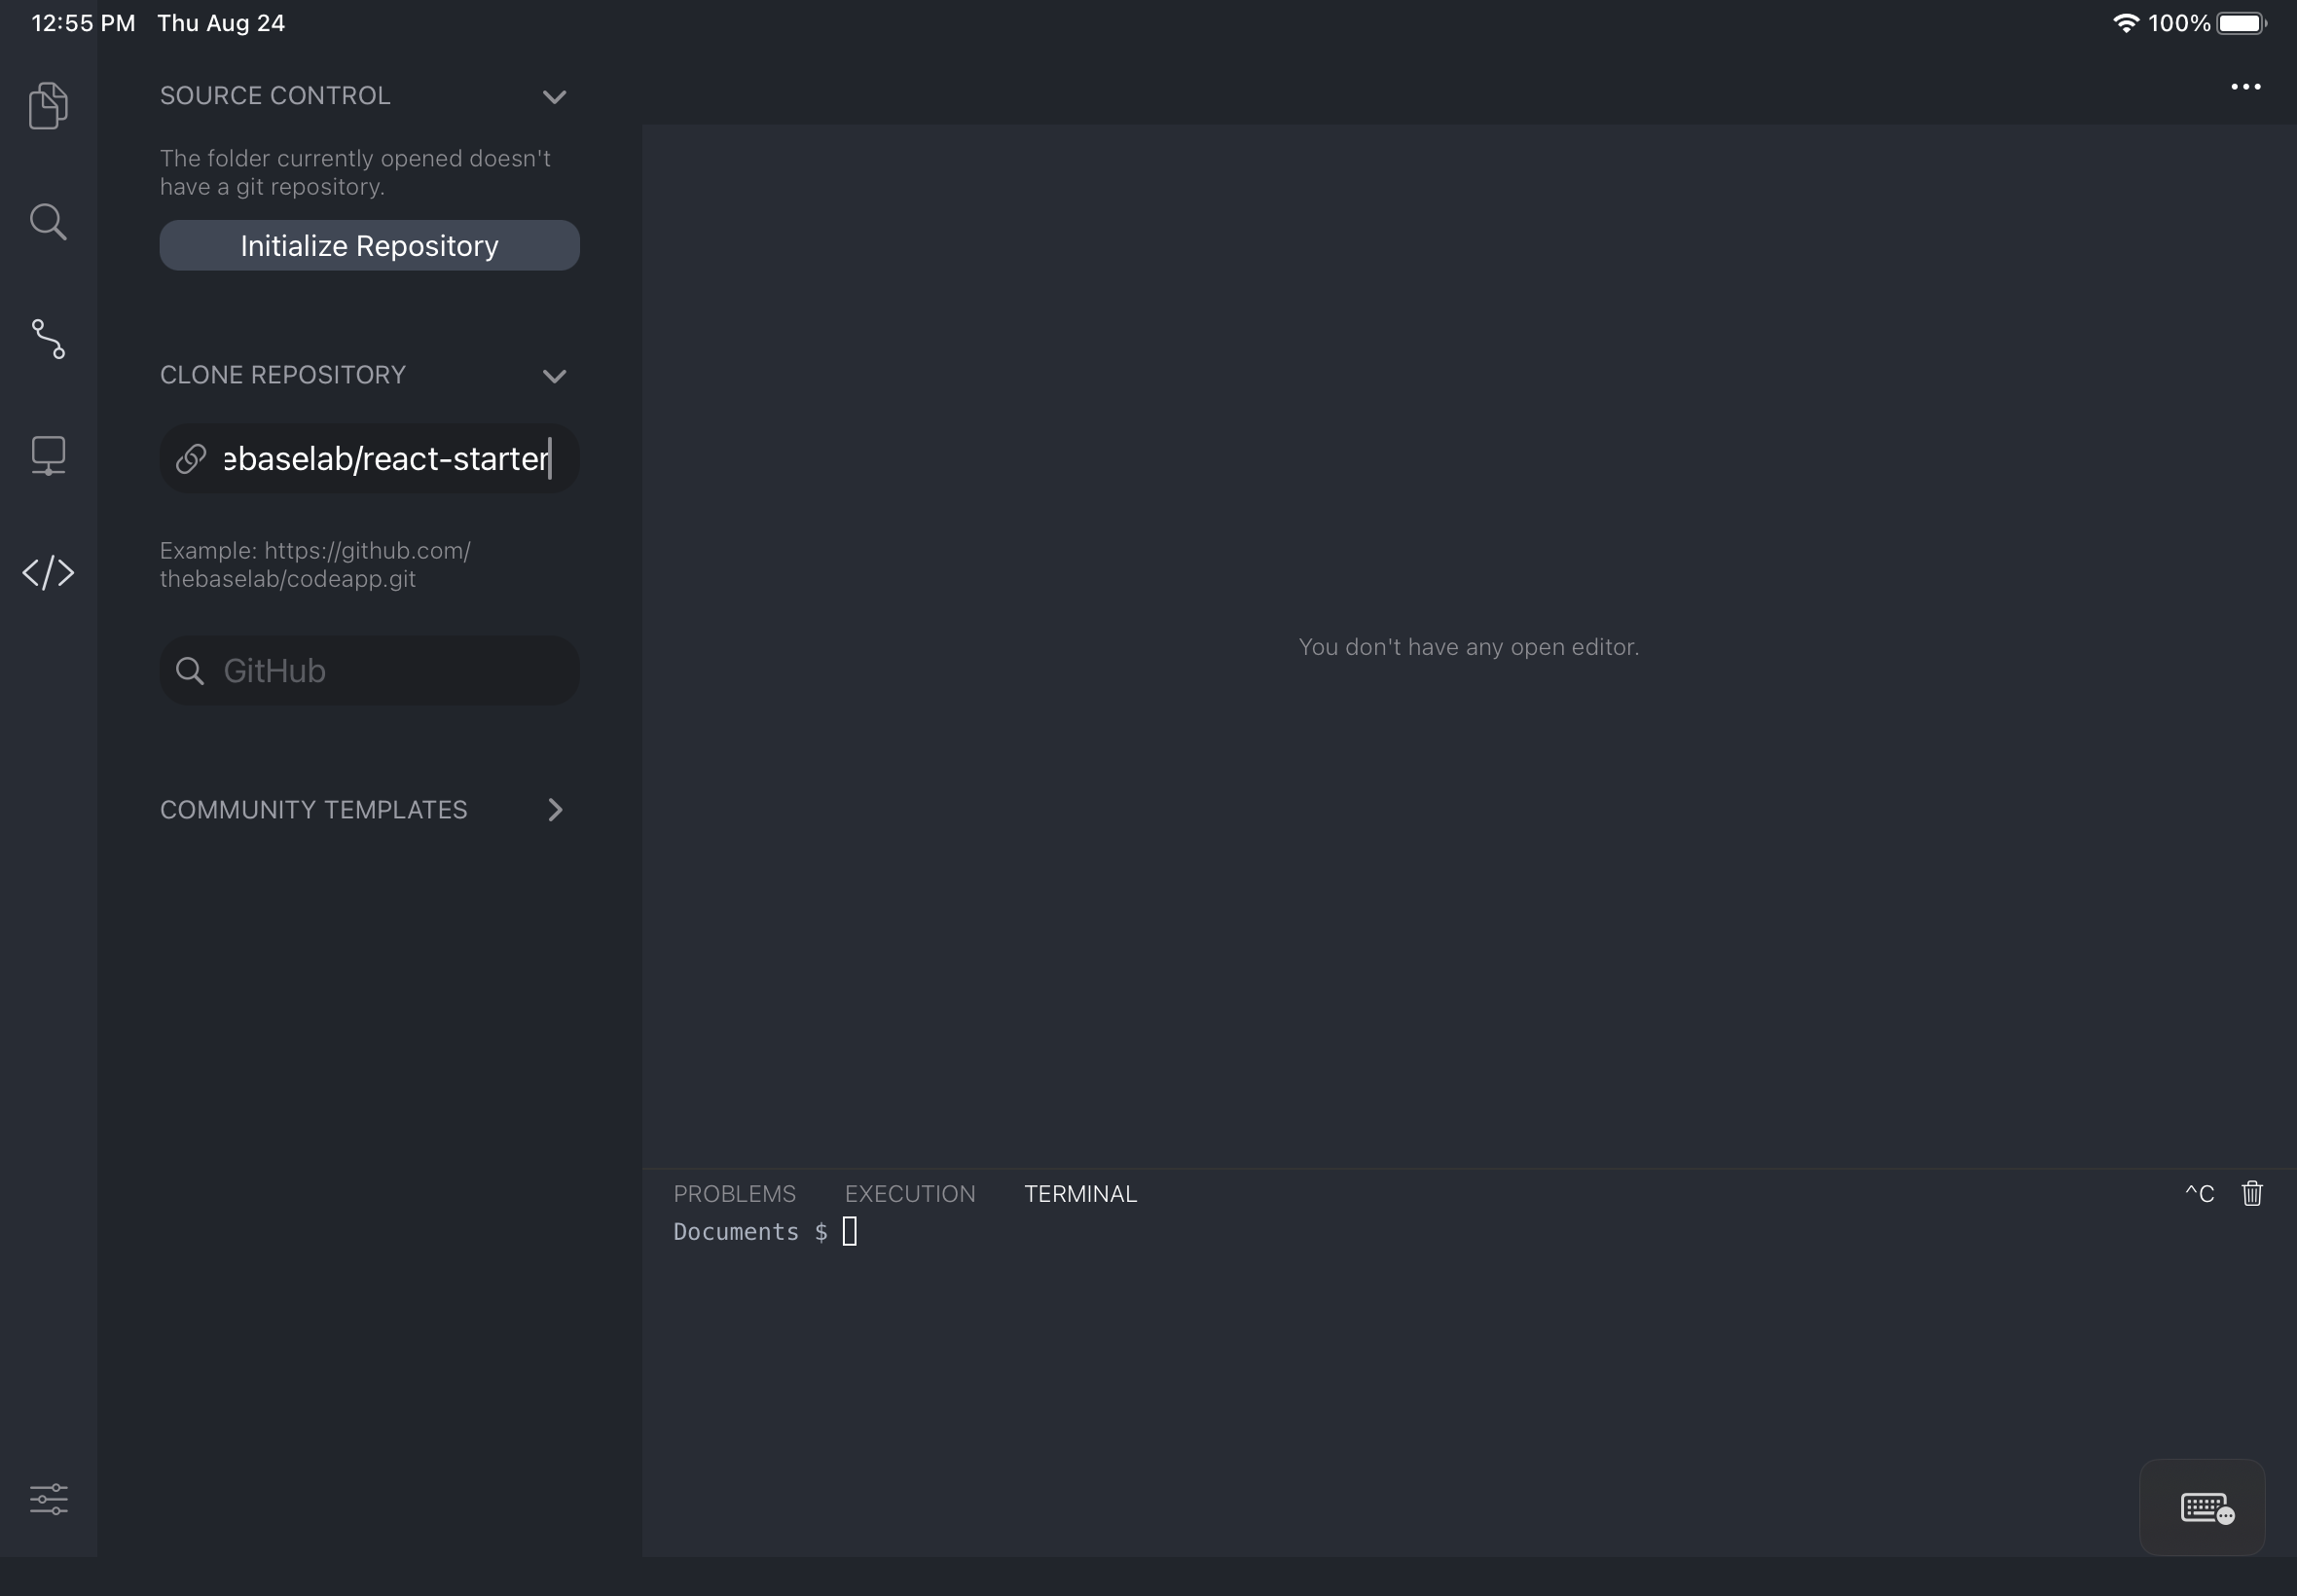 12:55 PM Thu Aug 24
100%
SOURCE CONTROL
The folder currently opened doesn't
have a git repository.
Initialize Repository
CLONE REPOSITORY
ebaselab/react-starter
Example: https://github.com/
thebaselab/codeapp.git
GitHub
COMMUNITY TEMPLATES
You don't have any open editor.
PROBLEMS EXECUTION TERMINAL
^C
Documents $